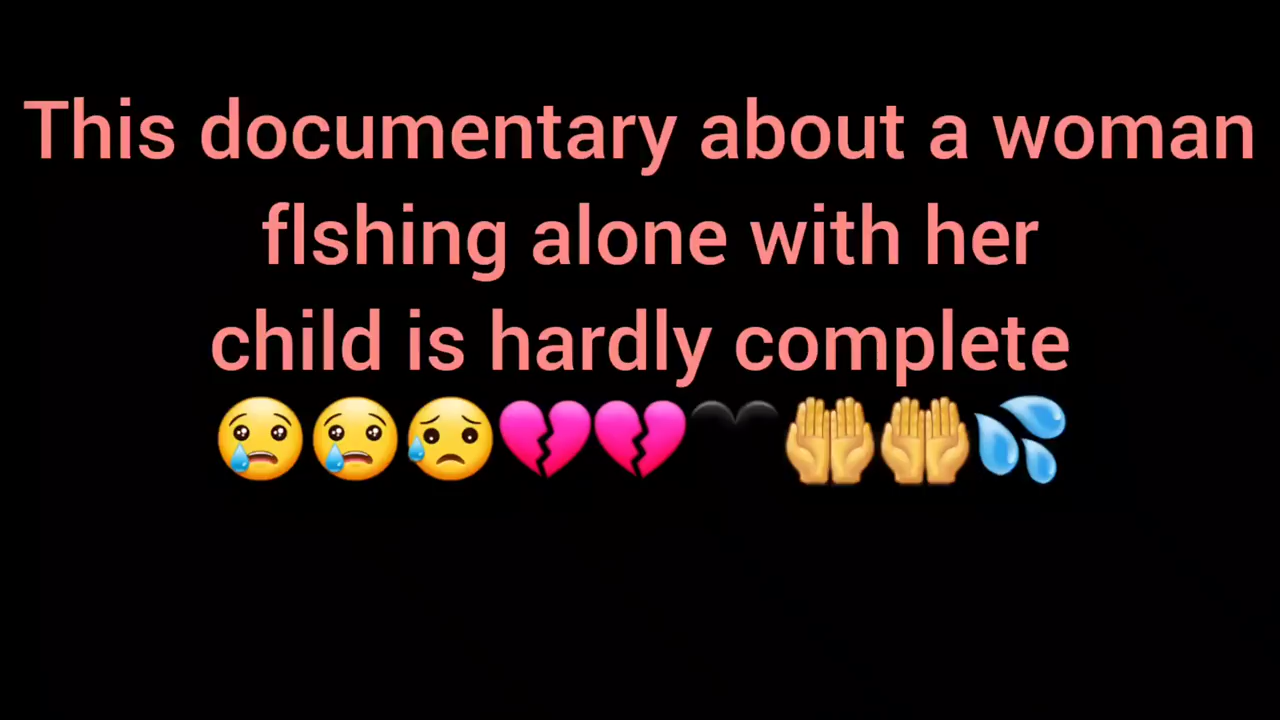 This documentary about a woman
flshing alone with her
child is hardly complete
😢😢😥💔💔🖤🤲🤲💦